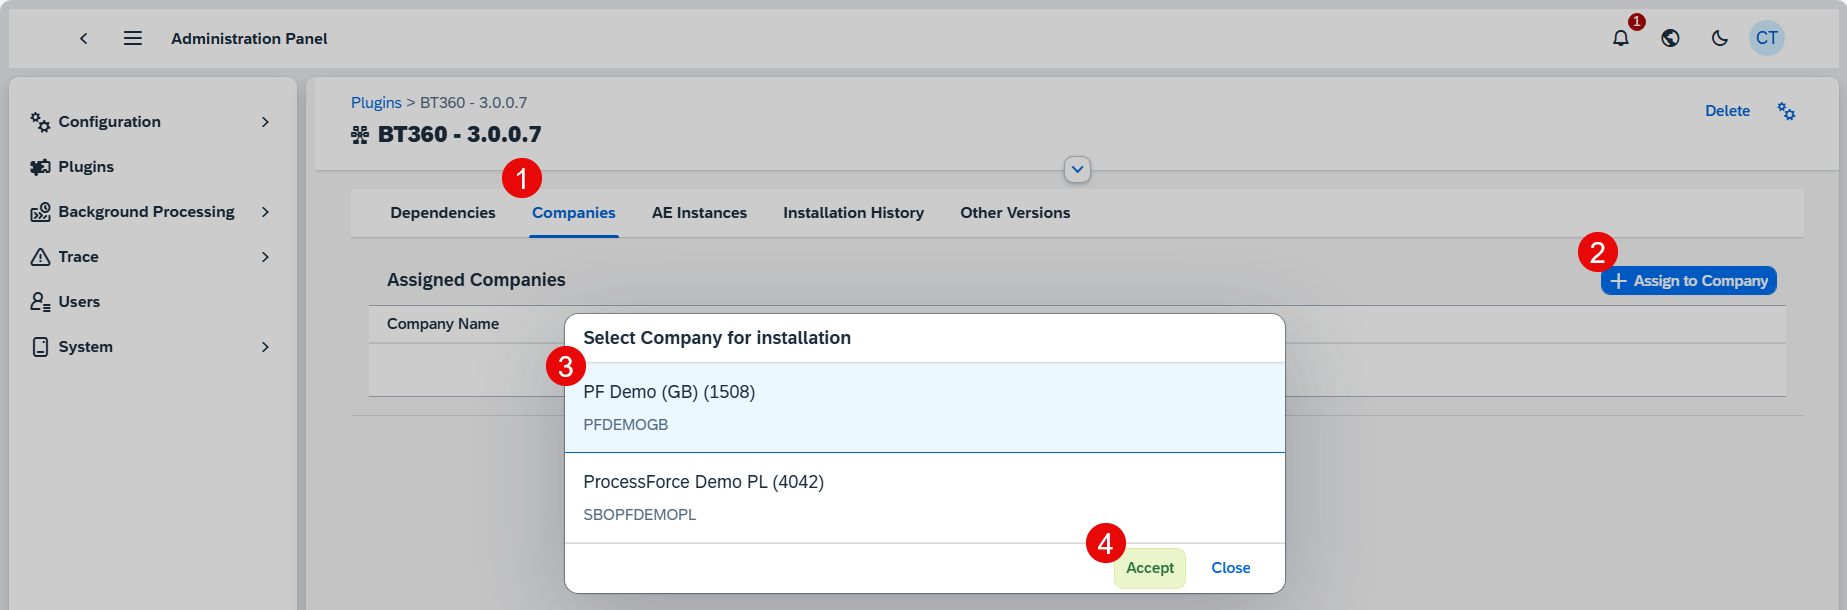 Administration Panel
1
CT
Configuration
Plugins
Background Processing
Trace
Users
System
Plugins > BT360 - 3.0.0.7
BT360 - 3.0.0.7
Delete
1
Dependencies Companies AE Instances Installation History Other Versions
2
Assigned Companies
Assign to Company
Company Name
Select Company for installation
3
PF Demo (GB) (1508)
PFDEMOGB
ProcessForce Demo PL (4042)
SBOPFDEMOPL
4
Accept Close